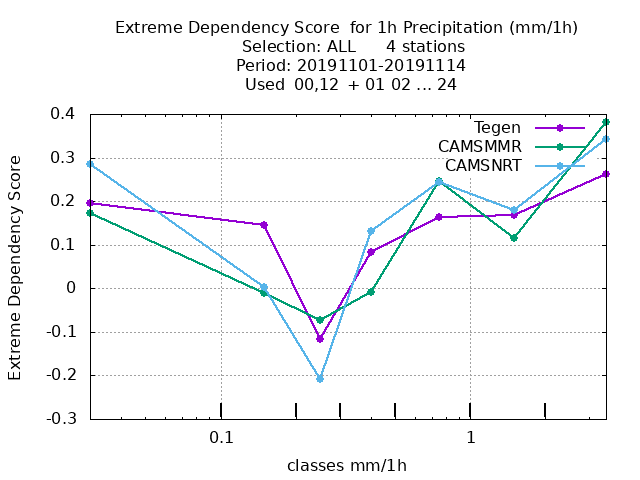 Extreme Dependency Score  for 1h Precipitation (mm/1h)
Selection: ALL      4 stations
Period: 20191101-20191114
Used  00,12  + 01 02 ... 24
Tegen
CAMSMMR
CAMSNRT
Extreme Dependency Score
0.4
0.3
0.2
0.1
0
-0.1
-0.2
-0.3
0.1 1
classes mm/1h